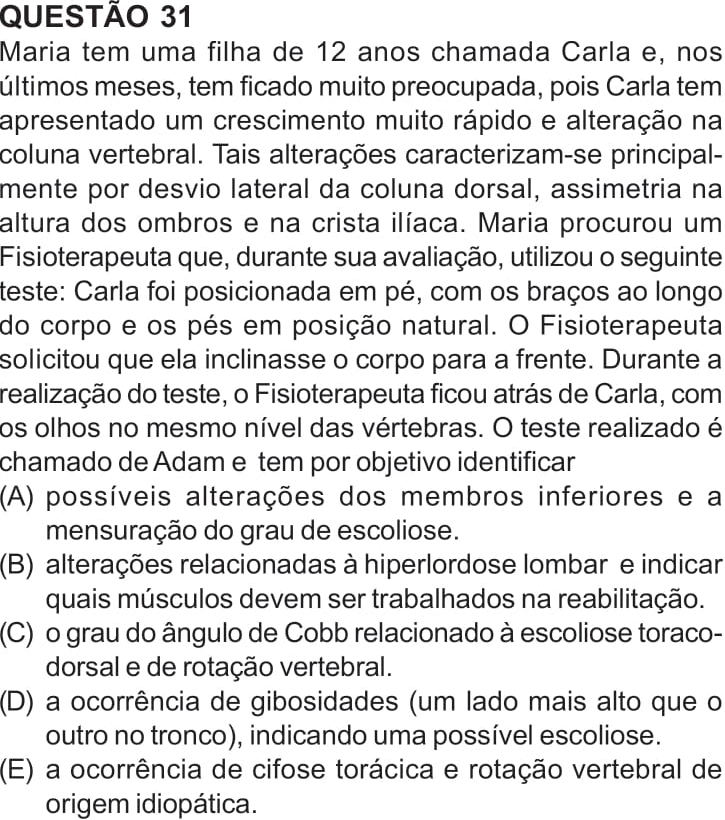 QUESTÃO 31
Maria tem uma filha de 12 anos chamada Carla e, nos
últimos meses, tem ficado muito preocupada, pois Carla tem
apresentado um crescimento muito rápido e alteração na
coluna vertebral. Tais alterações caracterizam-se principal-
mente por desvio lateral da coluna dorsal, assimetria na
altura dos ombros e na crista ilíaca. Maria procurou um
Fisioterapeuta que, durante sua avaliação, utilizou o seguinte
teste: Carla foi posicionada em pé, com os braços ao longo
do corpo e os pés em posição natural. O Fisioterapeuta
solicitou que ela inclinasse o corpo para a frente. Durante a
realização do teste, o Fisioterapeuta ficou atrás de Carla, com
os olhos no mesmo nível das vértebras. O teste realizado é
chamado de Adam e tem por objetivo identificar
(A) possíveis alterações dos membros inferiores e a
mensuração do grau de escoliose.
(B) alterações relacionadas à hiperlordose lombar e indicar
quais músculos devem ser trabalhados na reabilitação.
(C) o grau do ângulo de Cobb relacionado à escoliose toraco-
dorsal e de rotação vertebral.
(D) a ocorrência de gibosidades (um lado mais alto que o
outro no tronco), indicando uma possível escoliose.
(E) a ocorrência de cifose torácica e rotação vertebral de
origem idiopática.